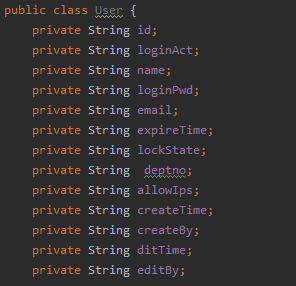 public class User {
private String id;
private String loginAct;
private String name;
private String loginPwd;
private String email;
private String expireTime;
private String lockState;
private String  deptno;
private String allowIps;
private String createTime;
private String createBy;
private String ditTime;
private String editBy;